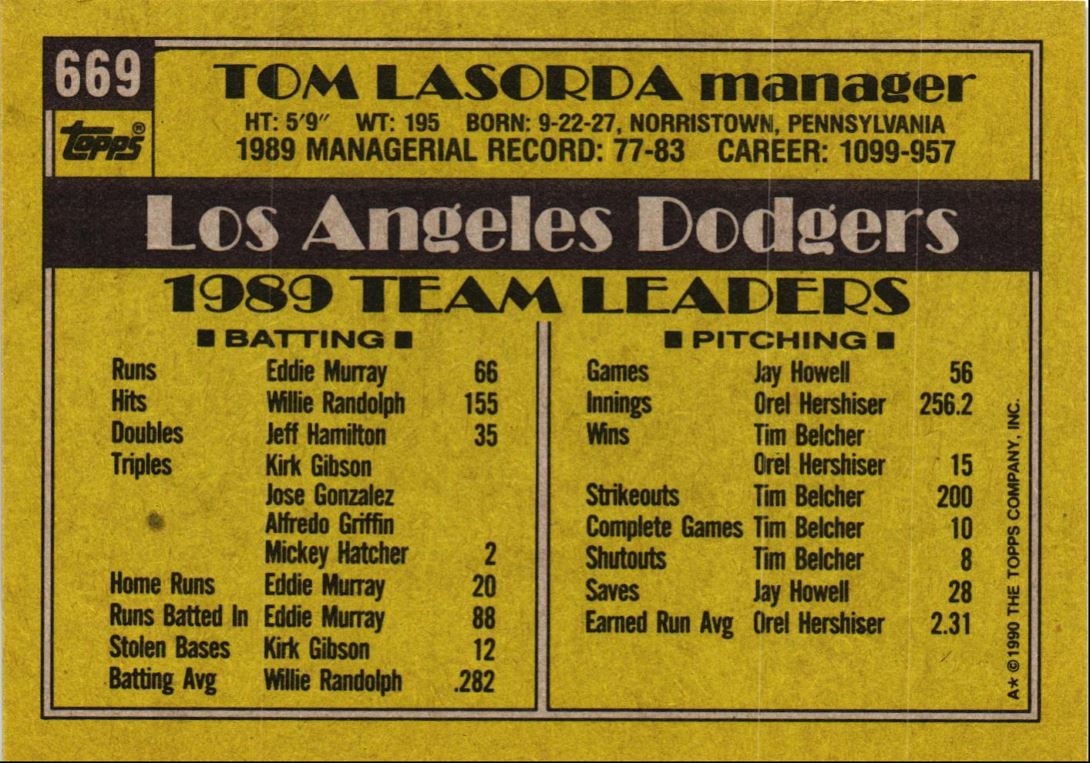 669
topps®
TOM LASORDA manager
HT: 5'9" WT: 195 BORN: 9-22-27, NORRISTOWN, PENNSYLVANIA
1989 MANAGERIAL RECORD: 77-83 CAREER: 1099-957
Los Angeles Dodgers
1989 TEAM LEADERS
BATTING
Runs Eddie Murray 66
Hits Willie Randolph 155
Doubles Jeff Hamilton 35
Triples Kirk Gibson
Jose Gonzalez
Alfredo Griffin
Mickey Hatcher 2
Home Runs Eddie Murray 20
Runs Batted In Eddie Murray 88
Stolen Bases Kirk Gibson 12
Batting Avg Willie Randolph .282
PITCHING
Games Jay Howell 56
Innings Orel Hershiser 256.2
Wins Tim Belcher
Orel Hershiser 15
Strikeouts Tim Belcher 200
Complete Games Tim Belcher 10
Shutouts Tim Belcher 8
Saves Jay Howell 28
Earned Run Avg Orel Hershiser 2.31
A* © 1990 THE TOPPS COMPANY, INC.